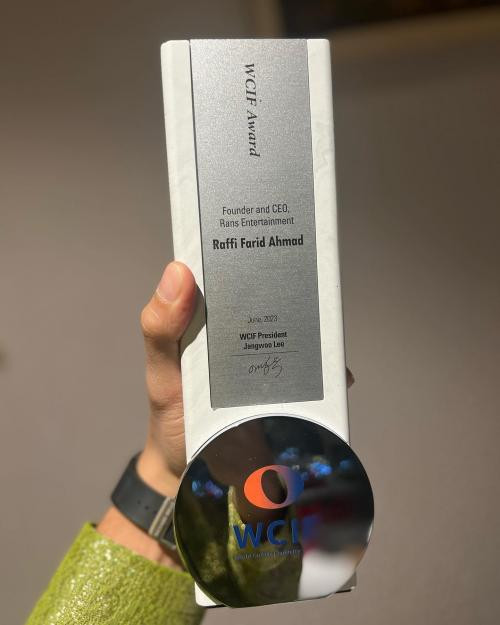 WCIF Award
Founder and CEO,
Rans Entertainment
Raffi Farid Ahmad
June, 2023
WCIF President
Jangwoo Lee
WCIF